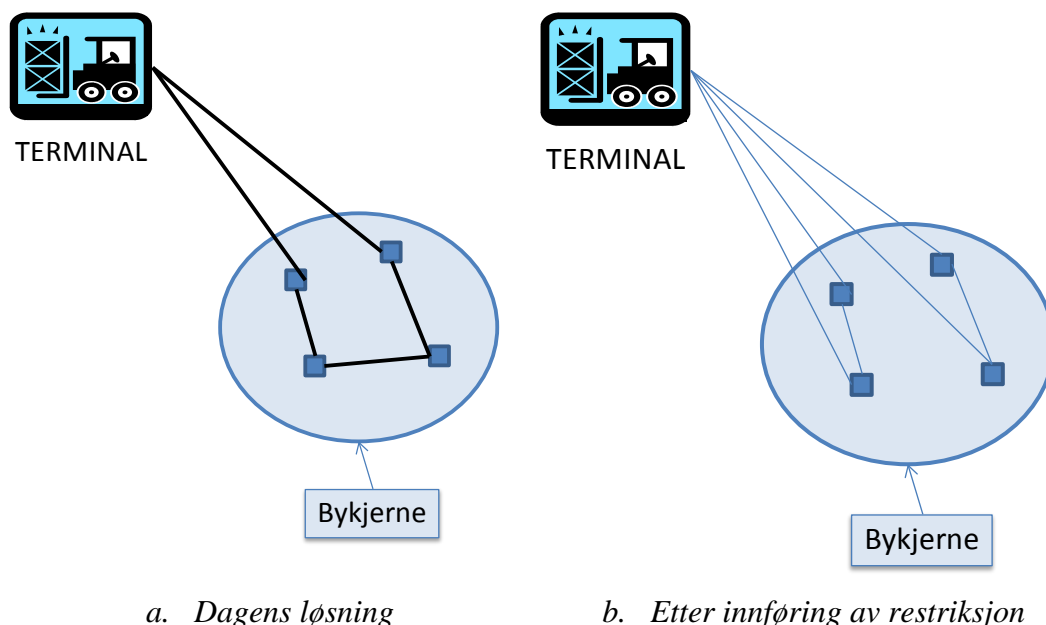 TERMINAL
Bykjerne
a. Dagens løsning
TERMINAL
Bykjerne
b. Etter innføring av restriksjon